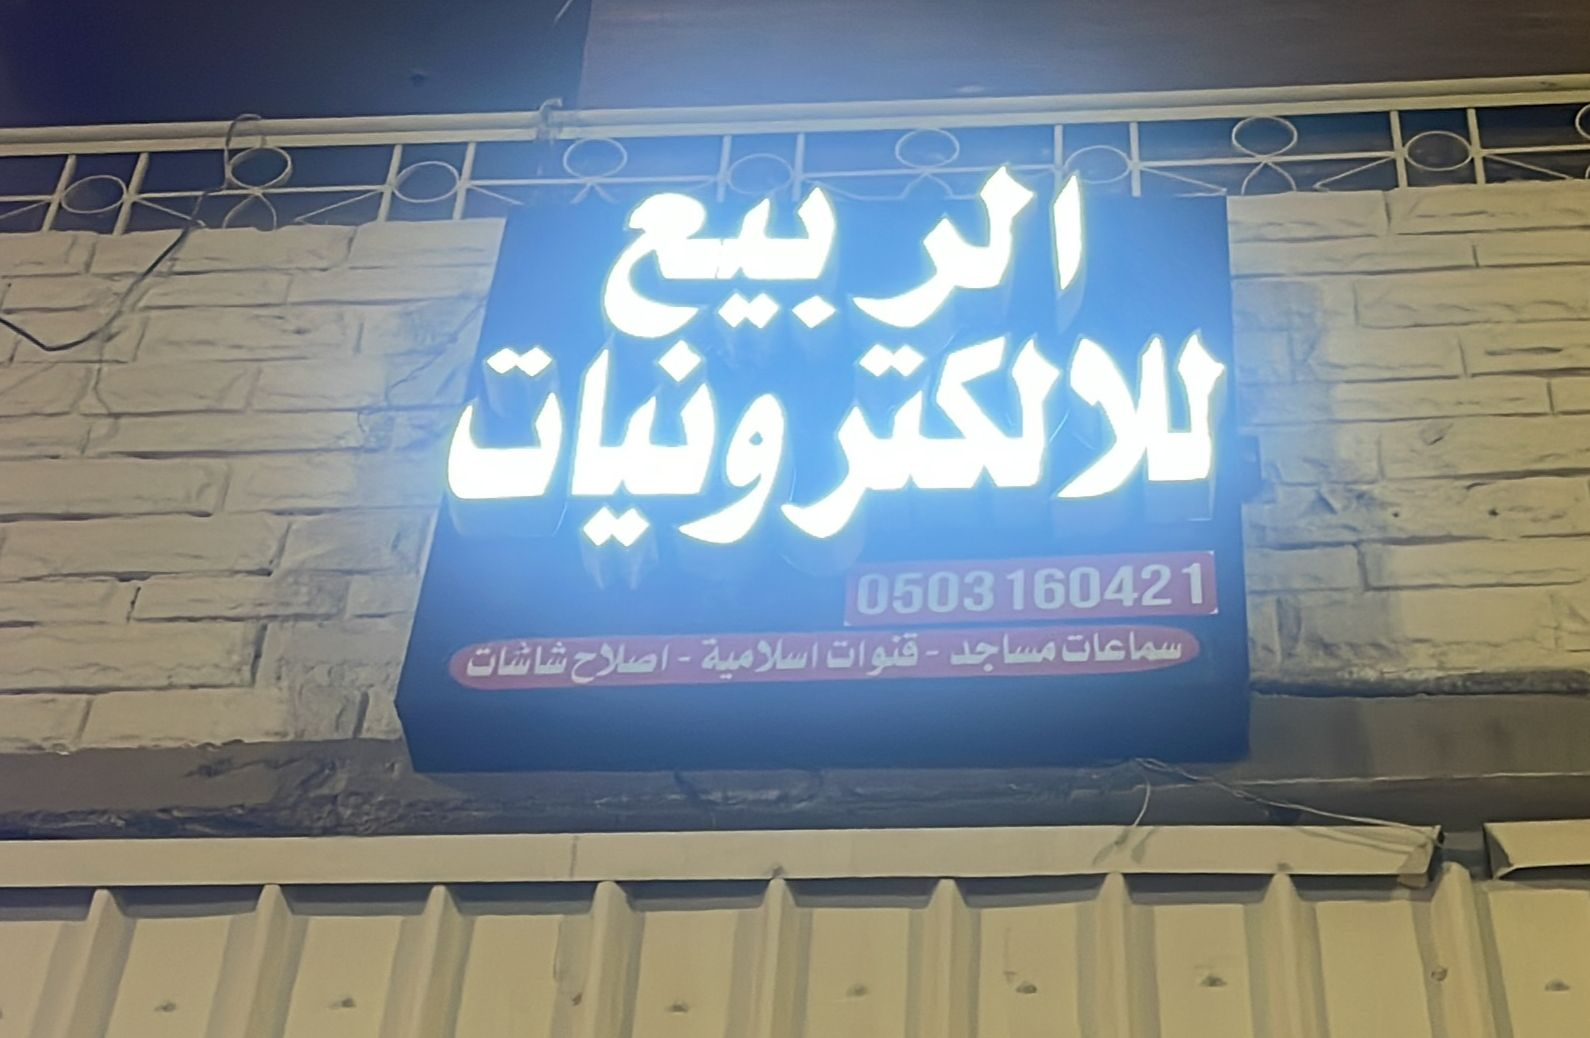 الربيع
للالكترونيات
0503160421
سماعات مساجد - قنوات اسلامية - اصلاح شاشات